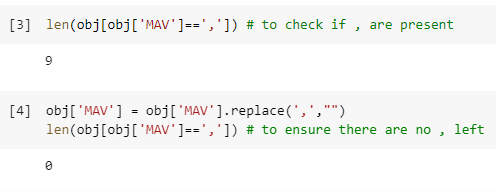 [3] len(obj[obj['MAV']==',']) # to check if , are present
9
[4] obj['MAV'] = obj['MAV'].replace(',',"")
len(obj[obj['MAV']==',']) # to ensure there are no , left
0